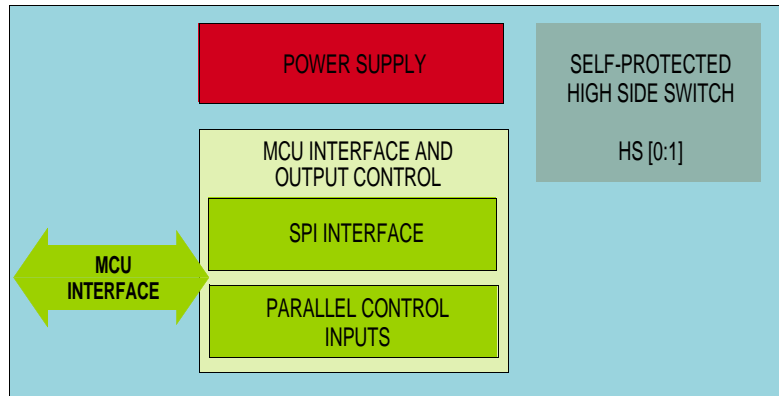 POWER SUPPLY
SELF-PROTECTED
HIGH SIDE SWITCH
HS [0:1]
MCU INTERFACE AND
OUTPUT CONTROL
SPI INTERFACE
MCU
INTERFACE
PARALLEL CONTROL
INPUTS